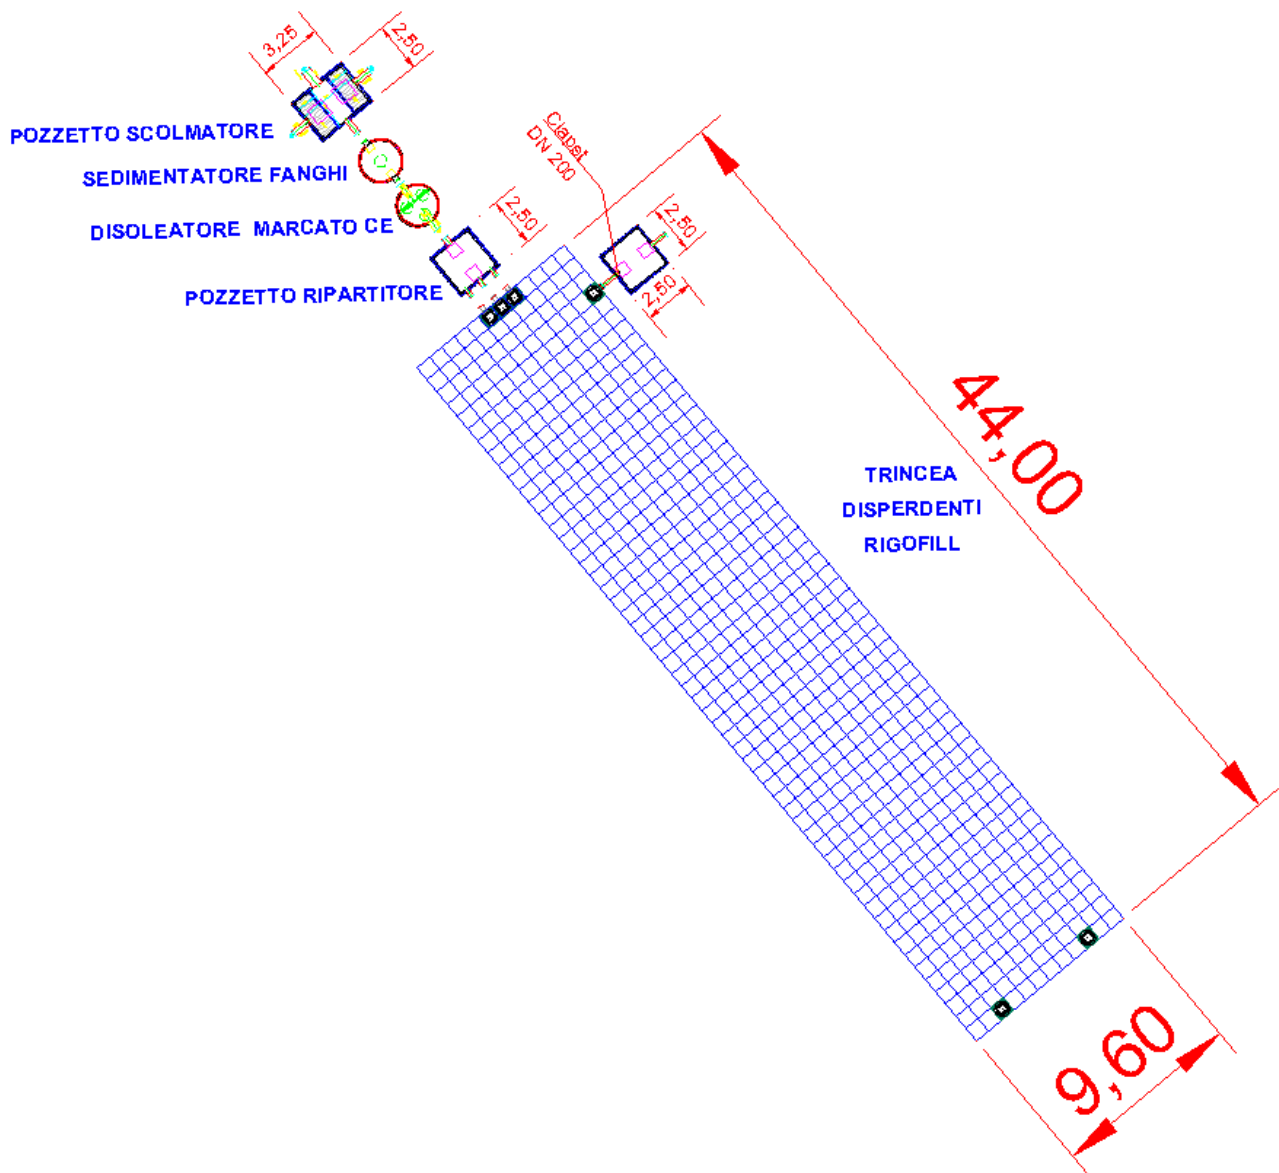 3,25
2,50
POZZETTO SCOLMATORE
SEDIMENTATORE FANGHI
DISOLEATORE MARCATO CE
POZZETTO RIPARTITORE
2,50
Clapet
DN 200
2,50
2,50
44,00
TRINCEA
DISPERDENTI
RIGOFILL
9,60